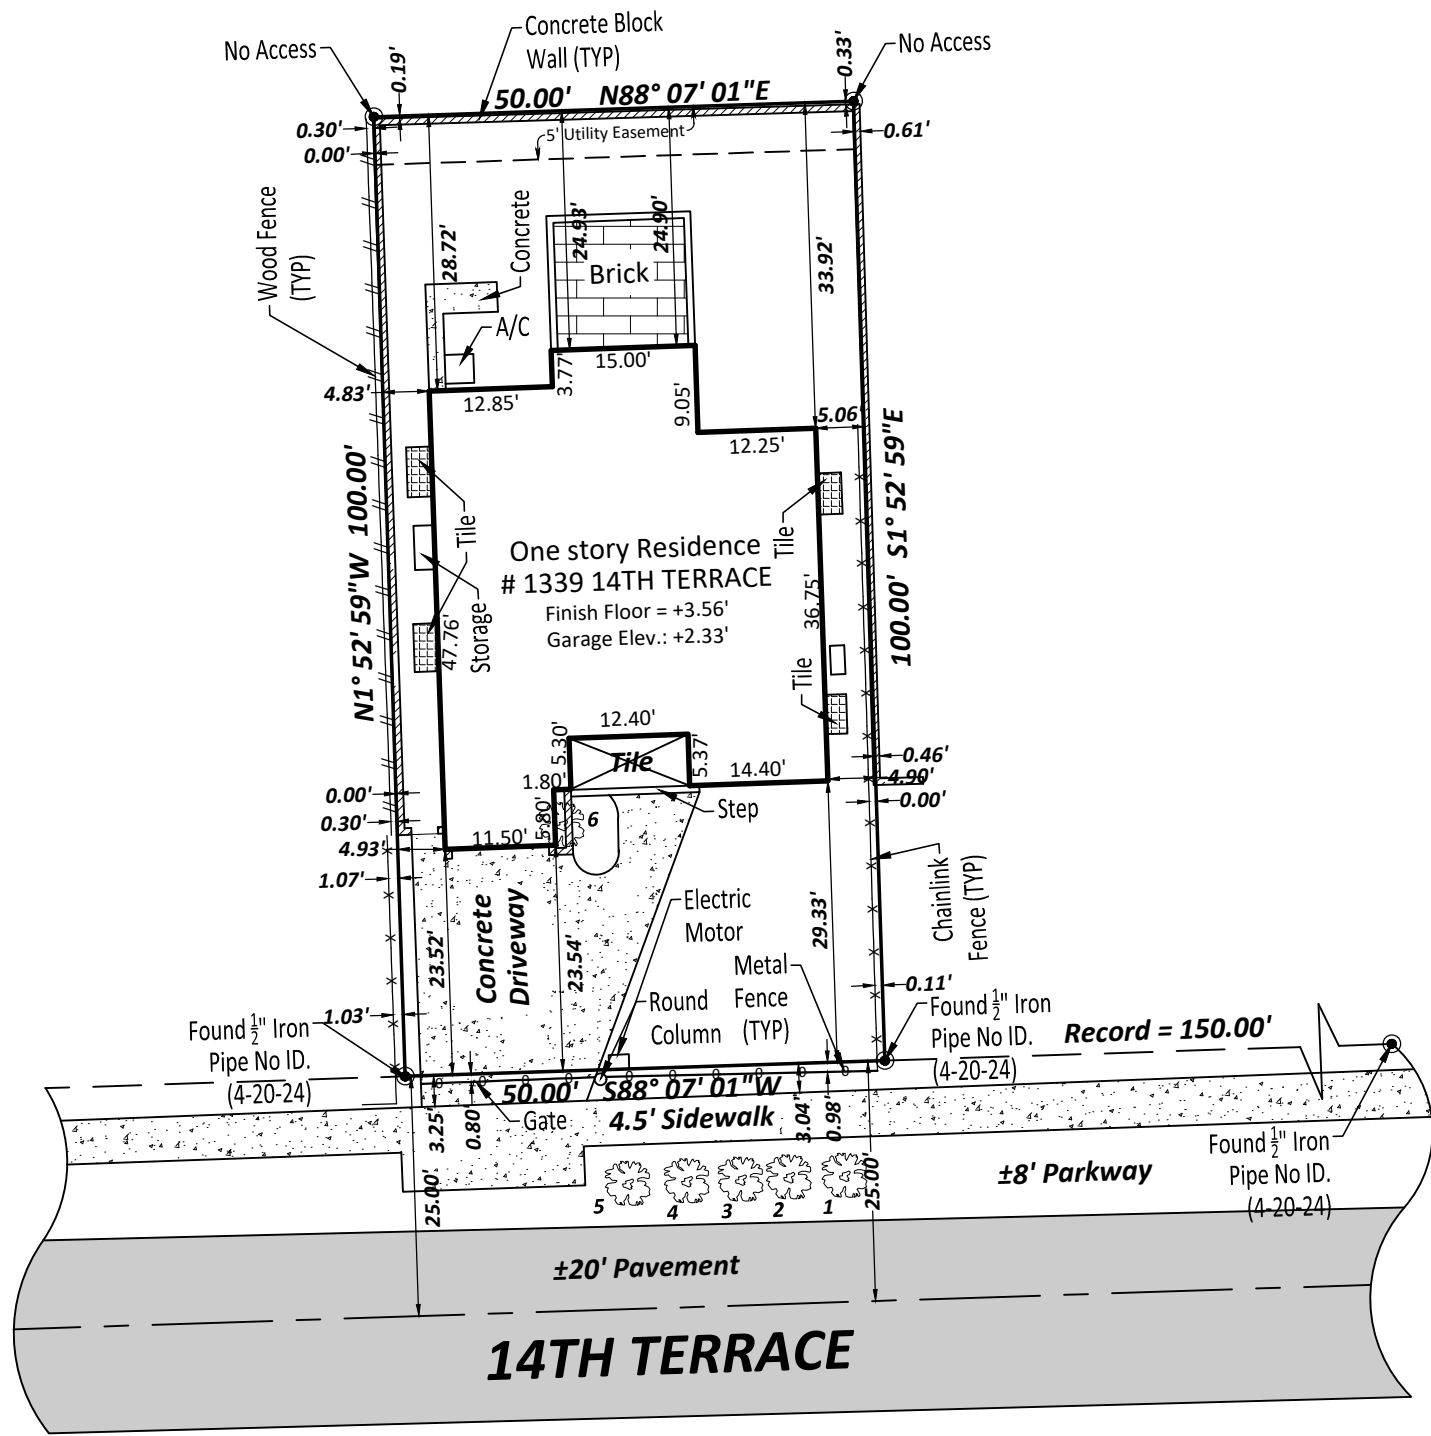 Concrete Block
Wall (TYP)
No Access
0.19'
0.33'
No Access
50.00' N88° 07' 01"E
0.30'
0.00'
5' Utility Easement
0.61'
Wood Fence
(TYP)
28.72'
Concrete
24.93'
24.90'
33.92'
Brick
A/C
4.83'
12.85'
3.77'
15.00'
9.05'
12.25'
5.06'
N1° 52' 59"W 100.00'
100.00' S1° 52' 59"E
Tile
Storage
47.76'
Tile
36.75'
Tile
One story Residence
# 1339 14TH TERRACE
Finish Floor = +3.56'
Garage Elev.: +2.33'
12.40'
5.30'
Tile
5.37'
14.40'
1.80'
5.80'
6
Step
11.50'
0.46'
4.90'
0.00'
0.00'
0.30'
4.93'
1.07'
1.03'
Concrete
Driveway
23.52'
23.54'
29.33'
Electric
Motor
Metal
Fence
(TYP)
Round
Column
Chainlink
Fence (TYP)
0.11'
Found ½" Iron
Pipe No ID.
(4-20-24)
Found ½" Iron
Pipe No ID.
(4-20-24)
Record = 150.00'
50.00' S88° 07' 01"W
Gate
4.5' Sidewalk
3.25'
0.80'
3.04'
0.98'
25.00'
25.00'
5
4
3
2
1
±8' Parkway
Found ½" Iron
Pipe No ID.
(4-20-24)
±20' Pavement
14TH TERRACE